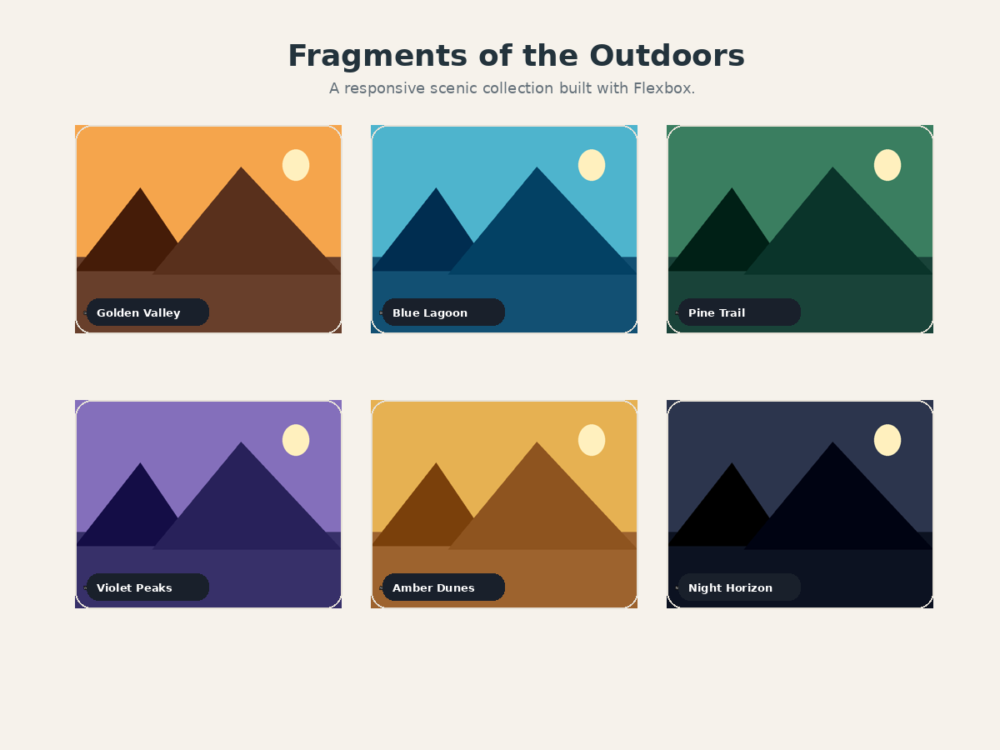 Fragments of the Outdoors
A responsive scenic collection built with Flexbox.
Golden Valley
Blue Lagoon
Pine Trail
Violet Peaks
Amber Dunes
Night Horizon